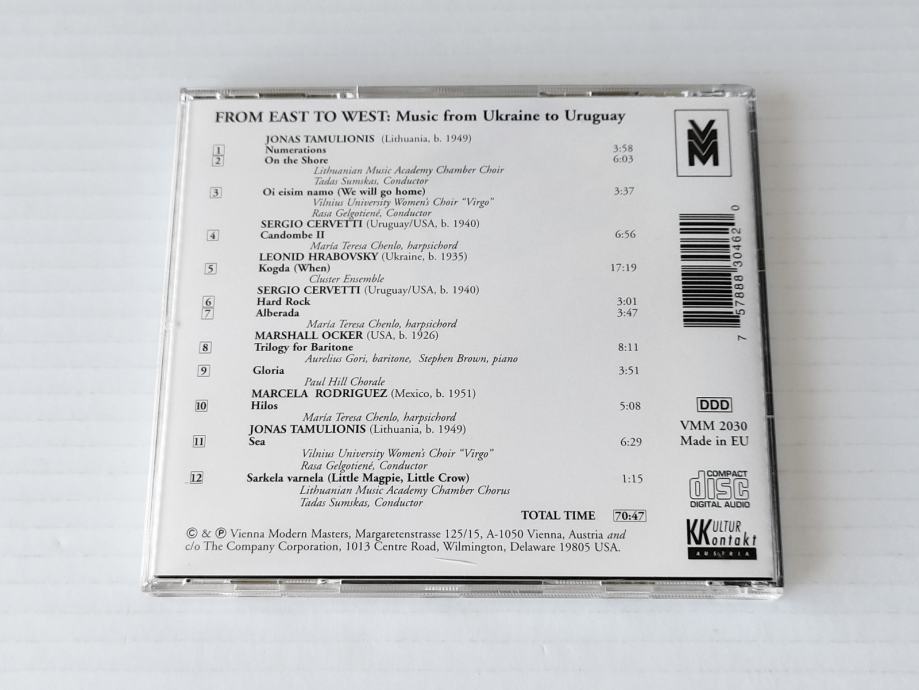 FROM EAST TO WEST: Music from Ukraine to Uruguay
VMM
JONAS TAMULIONIS (Lithuania, b. 1949)
1 Numerations 3:58
2 On the Shore 6:03
Lithuanian Music Academy Chamber Choir
Tadas Sumskas, Conductor
3 Oi eisim namo (We will go home) 3:37
Vilnius University Women's Choir "Virgo"
Rasa Gelgotiené, Conductor
SERGIO CERVETTI (Uruguay/USA, b. 1940)
4 Candombe II 6:56
María Teresa Chenlo, harpsichord
LEONID HRABOVSKY (Ukraine, b. 1935)
5 Kogda (When) 17:19
Cluster Ensemble
SERGIO CERVETTI (Uruguay/USA, b. 1940)
6 Hard Rock 3:01
7 Alberada 3:47
María Teresa Chenlo, harpsichord
MARSHALL OCKER (USA, b. 1926)
8 Trilogy for Baritone 8:11
Aurelius Gori, baritone, Stephen Brown, piano
9 Gloria 3:51
Paul Hill Chorale
MARCELA RODRIGUEZ (Mexico, b. 1951)
10 Hilos 5:08
María Teresa Chenlo, harpsichord
JONAS TAMULIONIS (Lithuania, b. 1949)
11 Sea 6:29
Vilnius University Women's Choir "Virgo"
Rasa Gelgotiené, Conductor
12 Sarkela varnela (Little Magpie, Little Crow) 1:15
Lithuanian Music Academy Chamber Chorus
Tadas Sumskas, Conductor
TOTAL TIME 70:47
© & ℗ Vienna Modern Masters, Margaretenstrasse 125/15, A-1050 Vienna, Austria and
c/o The Company Corporation, 1013 Centre Road, Wilmington, Delaware 19805 USA.
7 57888 30462 0
DDD
VMM 2030
Made in EU
COMPACT
disc
DIGITAL AUDIO
KULTUR
Kontakt
AUSTRIA